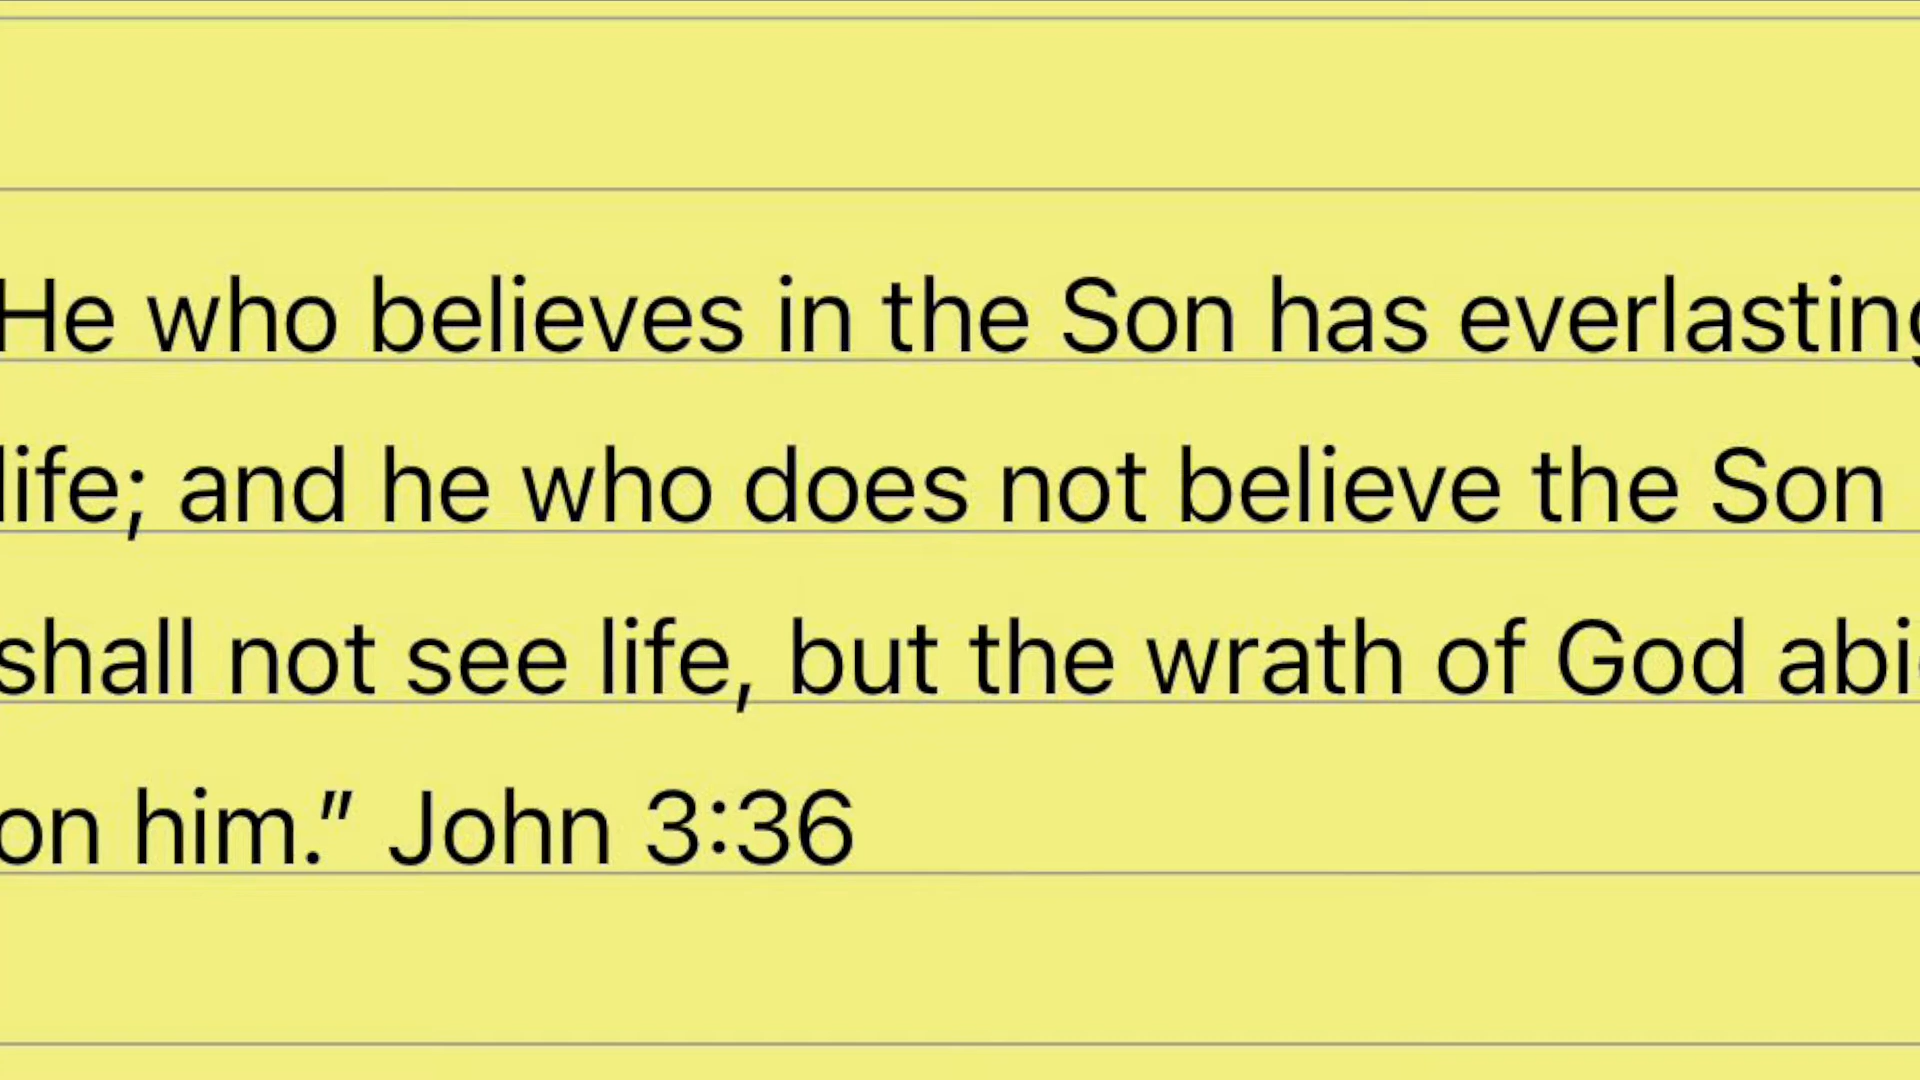 He who believes in the Son has everlasting
life; and he who does not believe the Son
shall not see life, but the wrath of God
on him.” John 3:36